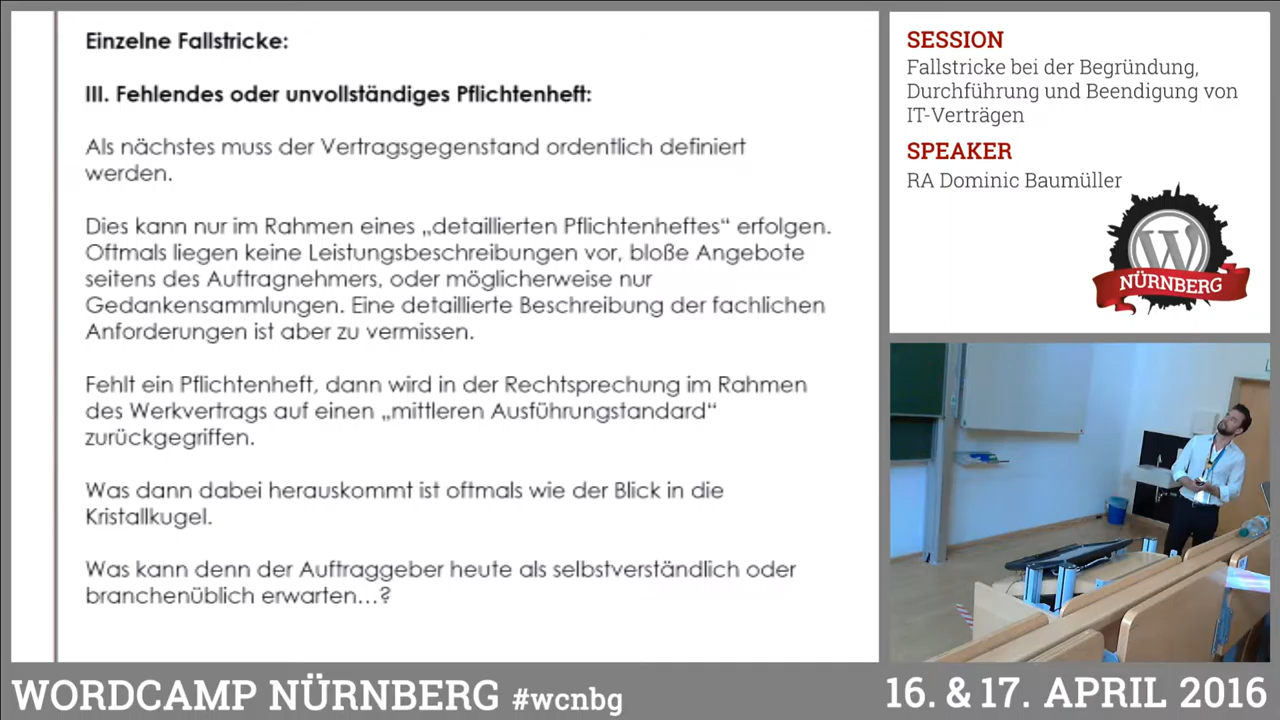 Einzelne Fallstricke:
III. Fehlendes oder unvollständiges Pflichtenheft:
Als nächstes muss der Vertragsgegenstand ordentlich definiert
werden.
Dies kann nur im Rahmen eines „detaillierten Pflichtenheftes“ erfolgen.
Oftmals liegen keine Leistungsbeschreibungen vor, bloße Angebote
seitens des Auftragnehmers, oder möglicherweise nur
Gedankensammlungen. Eine detaillierte Beschreibung der fachlichen
Anforderungen ist aber zu vermissen.
Fehlt ein Pflichtenheft, dann wird in der Rechtsprechung im Rahmen
des Werkvertrags auf einen „mittleren Ausführungstandard“
zurückgegriffen.
Was dann dabei herauskommt ist oftmals wie der Blick in die
Kristallkugel.
Was kann denn der Auftraggeber heute als selbstverständlich oder
branchenüblich erwarten...?
SESSION
Fallstricke bei der Begründung,
Durchführung und Beendigung von
IT-Verträgen
SPEAKER
RA Dominic Baumüller
W
NÜRNBERG
WORDCAMP NÜRNBERG #wcnbg
16. & 17. APRIL 2016